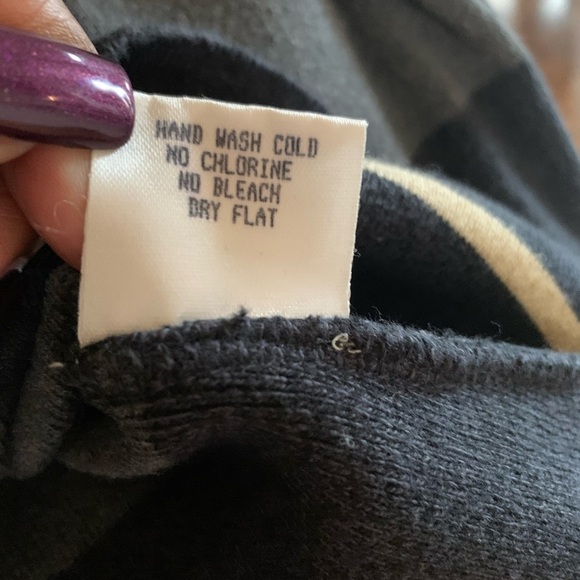 HAND WASH COLD
NO CHLORINE
NO BLEACH
DRY FLAT